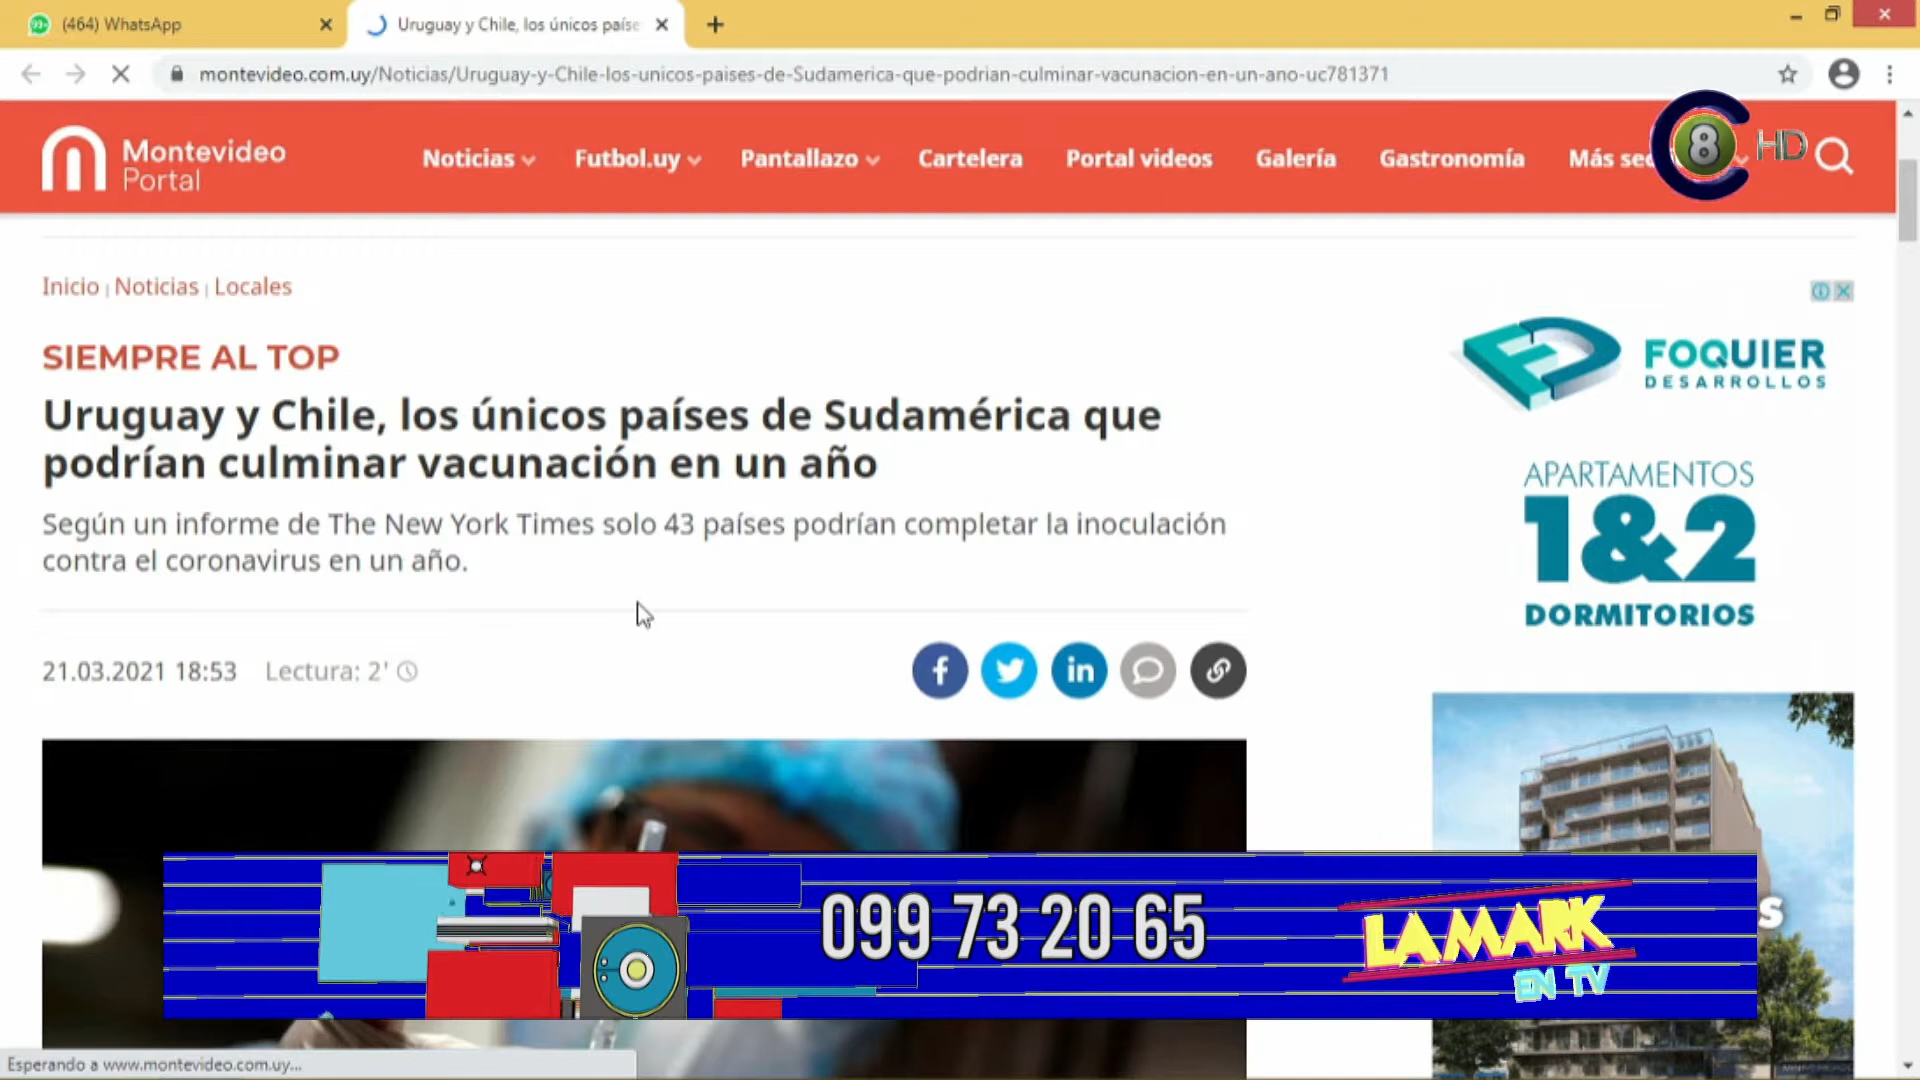 (464) WhatsApp
Uruguay y Chile, los únicos paíse
montevideo.com.uy/Noticias/Uruguay-y-Chile-los-unicos-paises-de-Sudamerica-que-podrian-culminar-vacunacion-en-un-ano-uc781371
Montevideo
Portal
Noticias
Futbol.uy
Pantallazo
Cartelera
Portal videos
Galería
Gastronomía
Más sec
8 HD
Inicio | Noticias | Locales
SIEMPRE AL TOP
Uruguay y Chile, los únicos países de Sudamérica que
podrían culminar vacunación en un año
Según un informe de The New York Times solo 43 países podrían completar la inoculación
contra el coronavirus en un año.
21.03.2021 18:53 Lectura: 2'
FOQUIER
DESARROLLOS
APARTAMENTOS
1&2
DORMITORIOS
099 73 20 65
LAMARK
EN TV
s
Esperando a www.montevideo.com.uy...